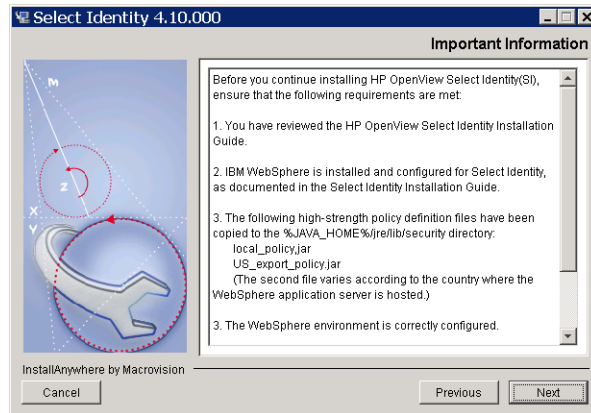 Select Identity 4.10.000
Important Information
M
Z
X
Y
Before you continue installing HP OpenView Select Identity(SI),
ensure that the following requirements are met:
1. You have reviewed the HP OpenView Select Identity Installation
Guide.
2. IBM WebSphere is installed and configured for Select Identity,
as documented in the Select Identity Installation Guide.
3. The following high-strength policy definition files have been
copied to the %JAVA_HOME%/jre/lib/security directory:
local_policy,jar
US_export_policy.jar
(The second file varies according to the country where the
WebSphere application server is hosted.)
3. The WebSphere environment is correctly configured.
InstallAnywhere by Macrovision
Cancel
Previous
Next